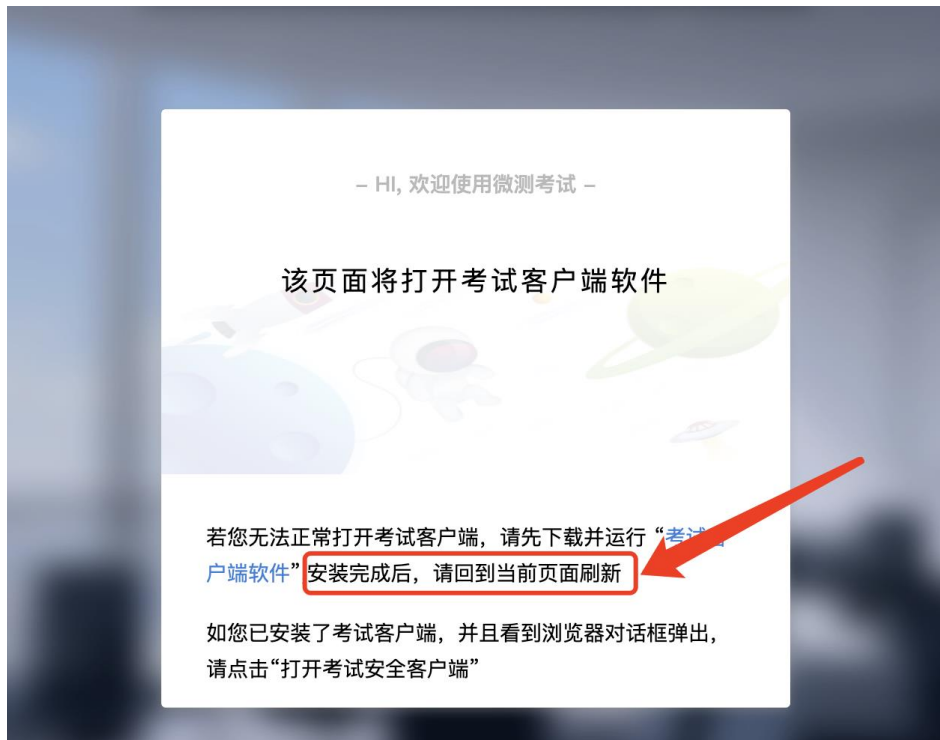 – HI, 欢迎使用微测考试 –
该页面将打开考试客户端软件
若您无法正常打开考试客户端，请先下载并运行“考试客
户端软件”安装完成后，请回到当前页面刷新
如您已安装了考试客户端，并且看到浏览器对话框弹出，
请点击“打开考试安全客户端”